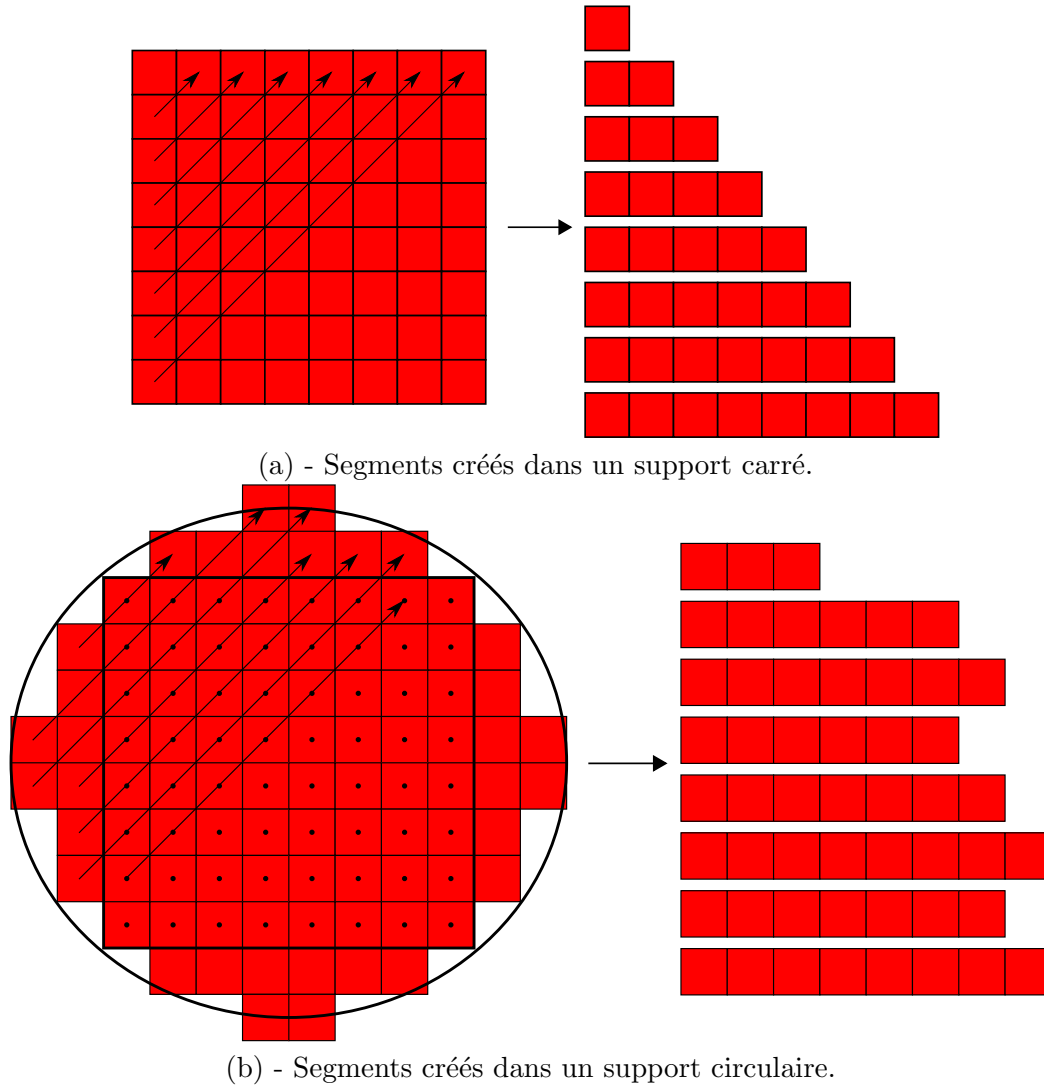 (a) - Segments créés dans un support carré.
(b) - Segments créés dans un support circulaire.